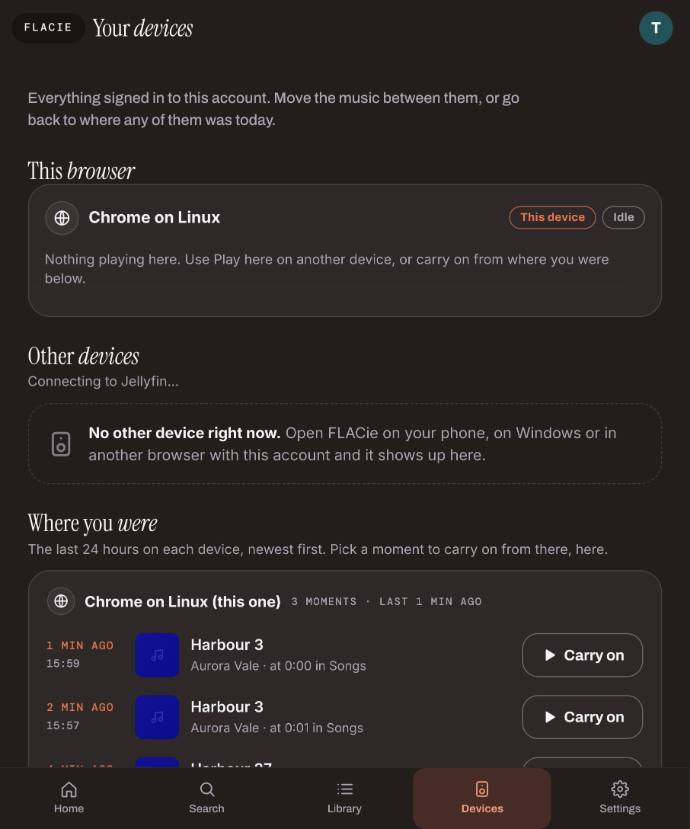 FLACIE
Your devices
T
Everything signed in to this account. Move the music between them, or go
back to where any of them was today.
This browser
Chrome on Linux
This device
Idle
Nothing playing here. Use Play here on another device, or carry on from where you were
below.
Other devices
Connecting to Jellyfin...
No other device right now. Open FLACie on your phone, on Windows or in
another browser with this account and it shows up here.
Where you were
The last 24 hours on each device, newest first. Pick a moment to carry on from there, here.
Chrome on Linux (this one) 3 MOMENTS · LAST 1 MIN AGO
1 MIN AGO
15:59
Harbour 3
Aurora Vale · at 0:00 in Songs
Carry on
2 MIN AGO
15:57
Harbour 3
Aurora Vale · at 0:01 in Songs
Carry on
Home
Search
Library
Devices
Settings